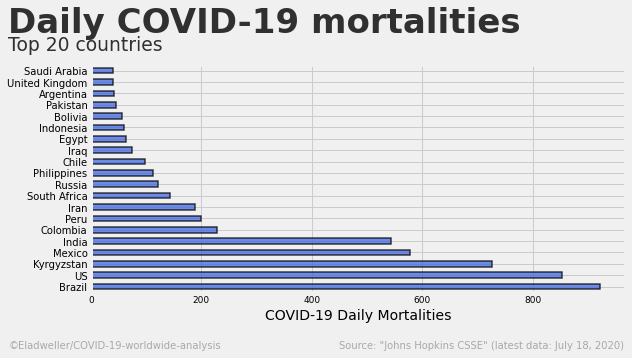 Daily COVID-19 mortalities
Top 20 countries
Saudi Arabia
United Kingdom
Argentina
Pakistan
Bolivia
Indonesia
Egypt
Iraq
Chile
Philippines
Russia
South Africa
Iran
Peru
Colombia
India
Mexico
Kyrgyzstan
US
Brazil
0 200 400 600 800
COVID-19 Daily Mortalities
©Eladweller/COVID-19-worldwide-analysis
Source: "Johns Hopkins CSSE" (latest data: July 18, 2020)